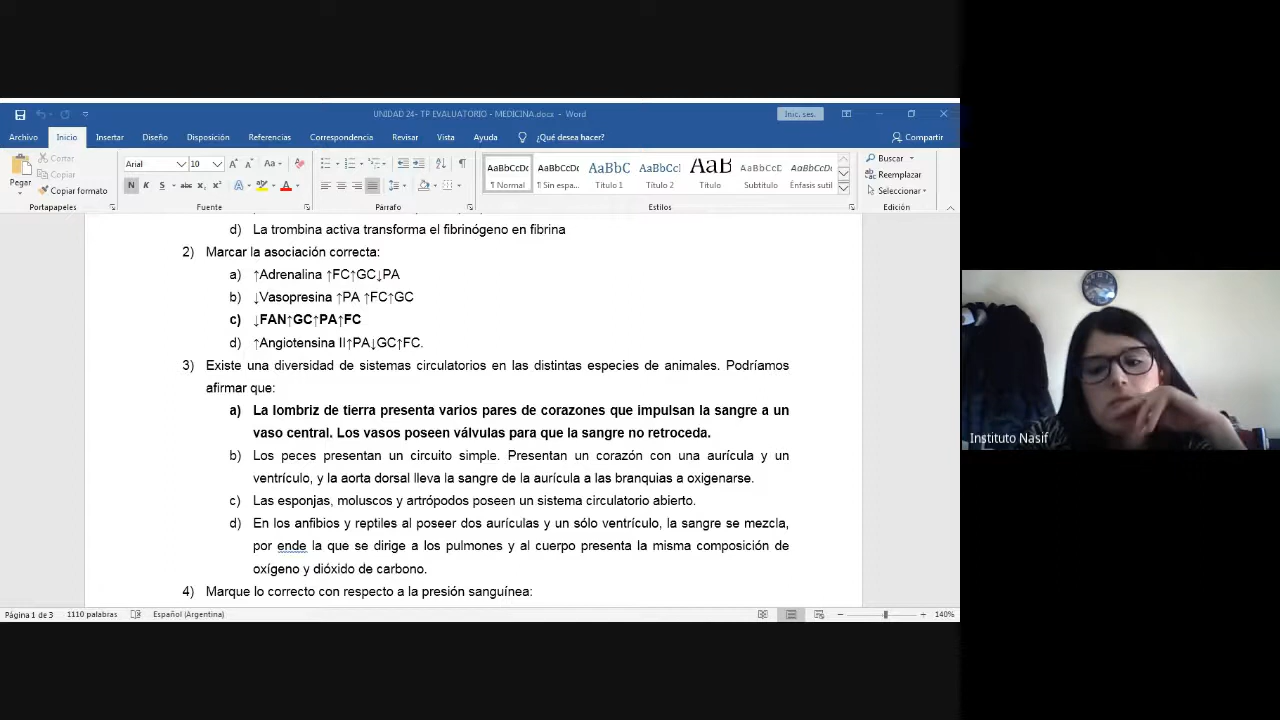 UNIDAD 24- TP EVALUATORIO - MEDICINA.docx - Word
Inic. ses.
Archivo Inicio Insertar Diseño Disposición Referencias Correspondencia Revisar Vista Ayuda ¿Qué desea hacer? Compartir
Pegar Cortar Copiar Copiar formato
Arial 10
N K S abc x₂ x² A A
AaBbCcDc AaBbCcDc AaBbC AaBbCcl AaB AaBbCcD AaBbCcD
¶ Normal ¶ Sin espa... Título 1 Título 2 Título Subtítulo Énfasis sutil
Buscar
Reemplazar
Seleccionar
Portapapeles Fuente Párrafo Estilos Edición
d) La trombina activa transforma el fibrinógeno en fibrina
2) Marcar la asociación correcta:
a) ↑Adrenalina ↑FC↑GC↓PA
b) ↓Vasopresina ↑PA ↑FC↑GC
c) ↓FAN↑GC↑PA↑FC
d) ↑Angiotensina II↑PA↓GC↑FC.
3) Existe una diversidad de sistemas circulatorios en las distintas especies de animales. Podríamos
afirmar que:
a) La lombriz de tierra presenta varios pares de corazones que impulsan la sangre a un
vaso central. Los vasos poseen válvulas para que la sangre no retroceda.
b) Los peces presentan un circuito simple. Presentan un corazón con una aurícula y un
ventrículo, y la aorta dorsal lleva la sangre de la aurícula a las branquias a oxigenarse.
c) Las esponjas, moluscos y artrópodos poseen un sistema circulatorio abierto.
d) En los anfibios y reptiles al poseer dos aurículas y un sólo ventrículo, la sangre se mezcla,
por ende la que se dirige a los pulmones y al cuerpo presenta la misma composición de
oxígeno y dióxido de carbono.
4) Marque lo correcto con respecto a la presión sanguínea:
Página 1 de 3 1110 palabras Español (Argentina) 140%
Instituto Nasif